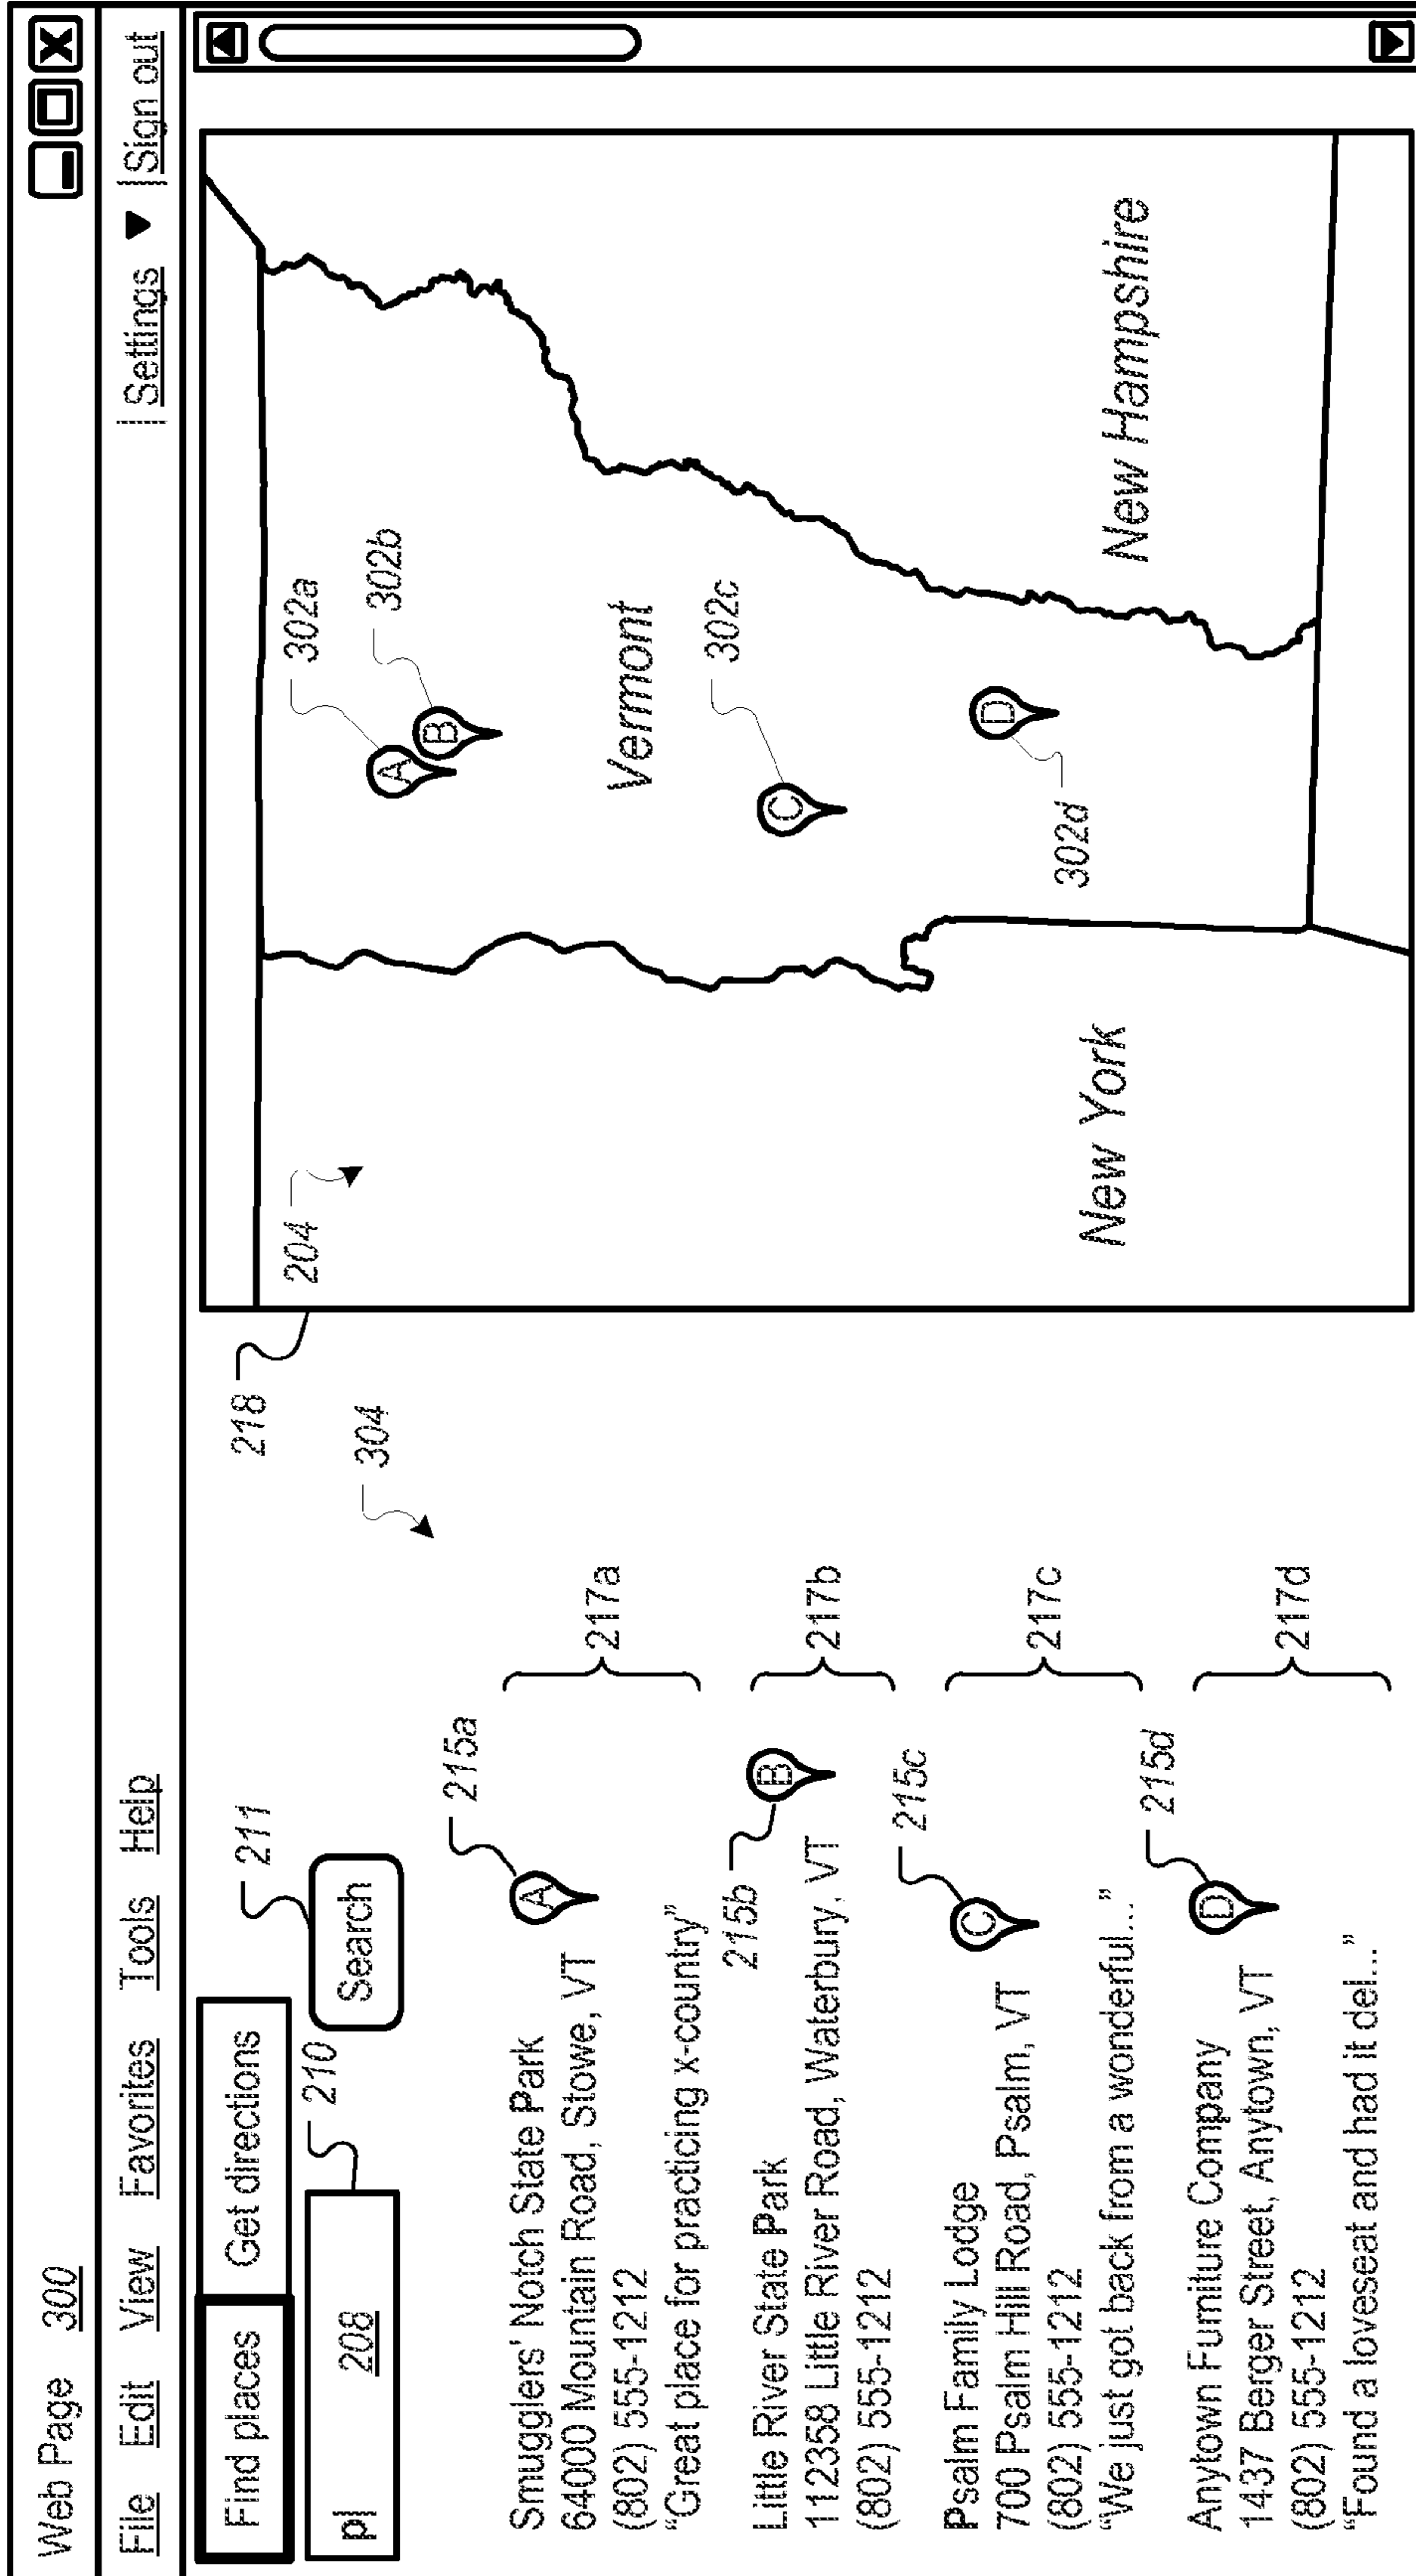 Web Page 300
File Edit View Favorites Tools Help | Settings ▼ | Sign out
Find places Get directions
pl 208
210
Search
211
218
304
Smugglers' Notch State Park
64000 Mountain Road, Stowe, VT
(802) 555-1212
“Great place for practicing x-country”
A
215a
217a
Little River State Park
112358 Little River Road, Waterbury, VT
(802) 555-1212
B
215b
217b
Psalm Family Lodge
700 Psalm Hill Road, Psalm, VT
(802) 555-1212
“We just got back from a wonderful...”
C
215c
217c
Anytown Furniture Company
1437 Berger Street, Anytown, VT
(802) 555-1212
“Found a loveseat and had it del...”
D
215d
217d
204
302a
A
302b
B
Vermont
302c
C
D
302d
New York
New Hampshire